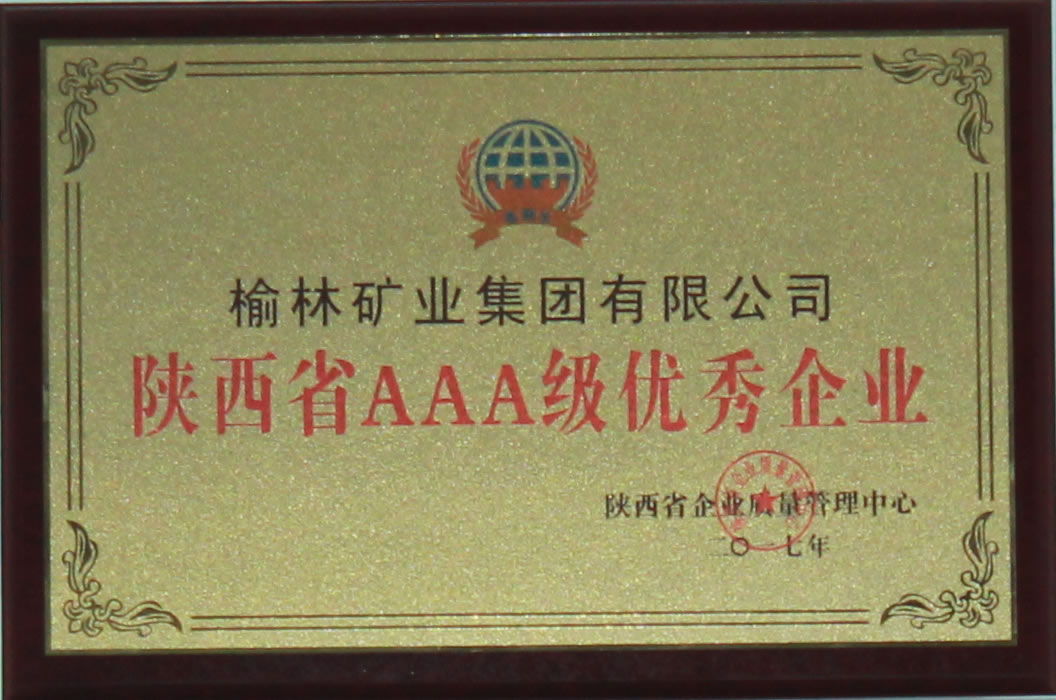 榆林矿业集团有限公司
陕西省AAA级优秀企业
陕西省企业质量管理中心
二〇一七年